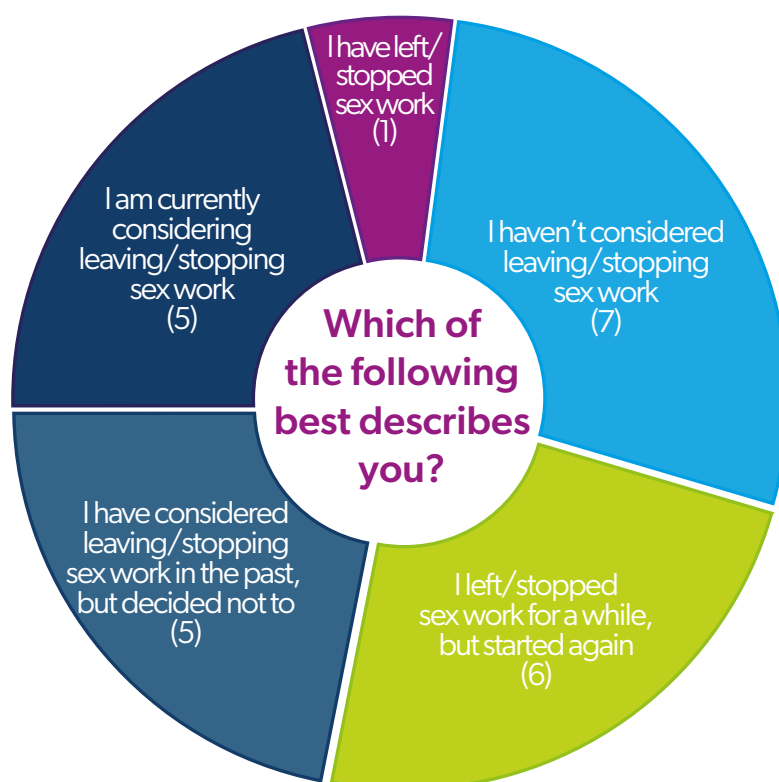 Which of
the following
best describes
you?
I have left/
stopped
sex work
(1)
I haven’t considered
leaving/stopping
sex work
(7)
I left/stopped
sex work for a while,
but started again
(6)
I have considered
leaving/stopping
sex work in the past,
but decided not to
(5)
I am currently
considering
leaving/stopping
sex work
(5)